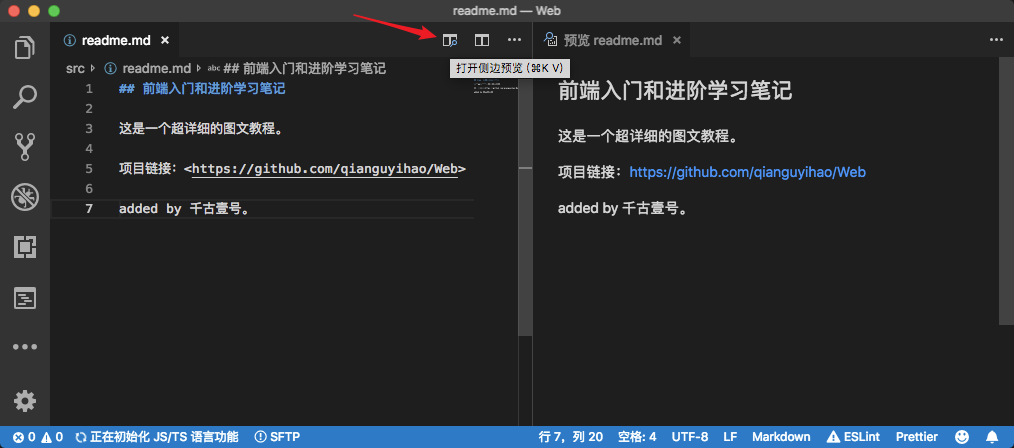 readme.md — Web
readme.md
预览 readme.md
打开侧边预览 (⌘K V)
src readme.md abc ## 前端入门和进阶学习笔记
1 ## 前端入门和进阶学习笔记
2
3 这是一个超详细的图文教程。
4
5 项目链接：<https://github.com/qianguyihao/Web>
6
7 added by 千古壹号。
前端入门和进阶学习笔记
这是一个超详细的图文教程。
项目链接：https://github.com/qianguyihao/Web
added by 千古壹号。
0 0 正在初始化 JS/TS 语言功能 SFTP 行 7，列 20 空格: 4 UTF-8 LF Markdown ESLint Prettier